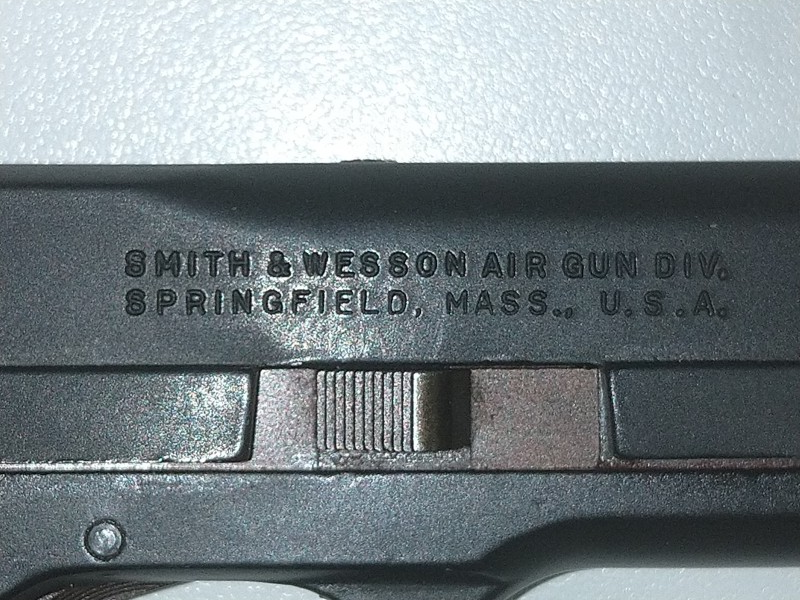 SMITH & WESSON AIR GUN DIV.
SPRINGFIELD, MASS., U.S.A.